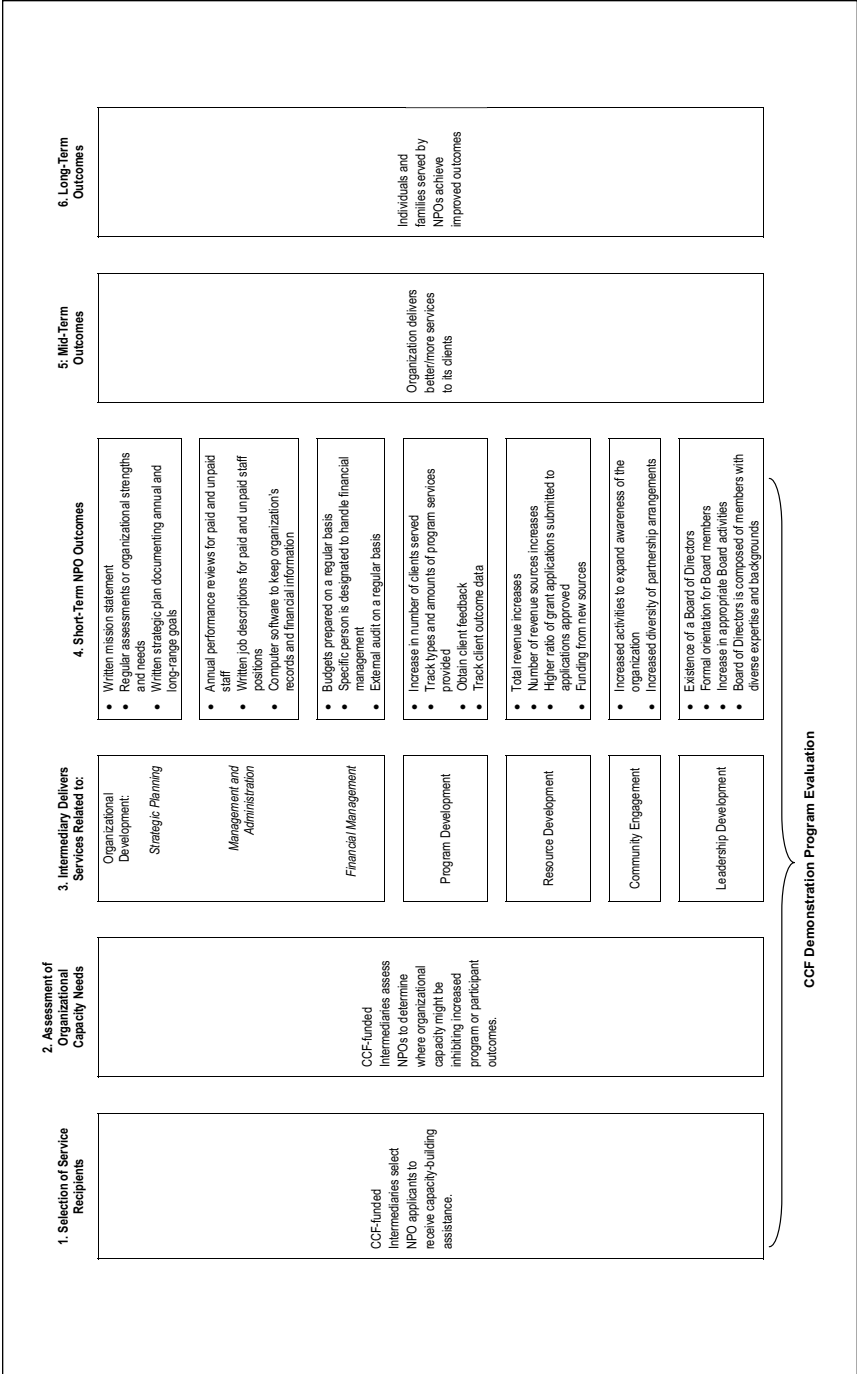 1. Selection of Service
Recipients
CCF-funded
Intermediaries select
NPO applicants to
receive capacity-building
assistance.
2. Assessment of
Organizational
Capacity Needs
CCF-funded
Intermediaries assess
NPOs to determine
where organizational
capacity might be
inhibiting increased
program or participant
outcomes.
3. Intermediary Delivers
Services Related to:
Organizational
Development:
Strategic Planning
Management and
Administration
Financial Management
Program Development
Resource Development
Community Engagement
Leadership Development
4. Short-Term NPO Outcomes
• Written mission statement
• Regular assessments or organizational strengths
and needs
• Written strategic plan documenting annual and
long-range goals
• Annual performance reviews for paid and unpaid
staff
• Written job descriptions for paid and unpaid staff
positions
• Computer software to keep organization's
records and financial information
• Budgets prepared on a regular basis
• Specific person is designated to handle financial
management
• External audit on a regular basis
• Increase in number of clients served
• Track types and amounts of program services
provided
• Obtain client feedback
• Track client outcome data
• Total revenue increases
• Number of revenue sources increases
• Higher ratio of grant applications submitted to
applications approved
• Funding from new sources
• Increased activities to expand awareness of the
organization
• Increased diversity of partnership arrangements
• Existence of a Board of Directors
• Formal orientation for Board members
• Increase in appropriate Board activities
• Board of Directors is composed of members with
diverse expertise and backgrounds
5: Mid-Term
Outcomes
Organization delivers
better/more services
to its clients
6. Long-Term
Outcomes
Individuals and
families served by
NPOs achieve
improved outcomes
CCF Demonstration Program Evaluation